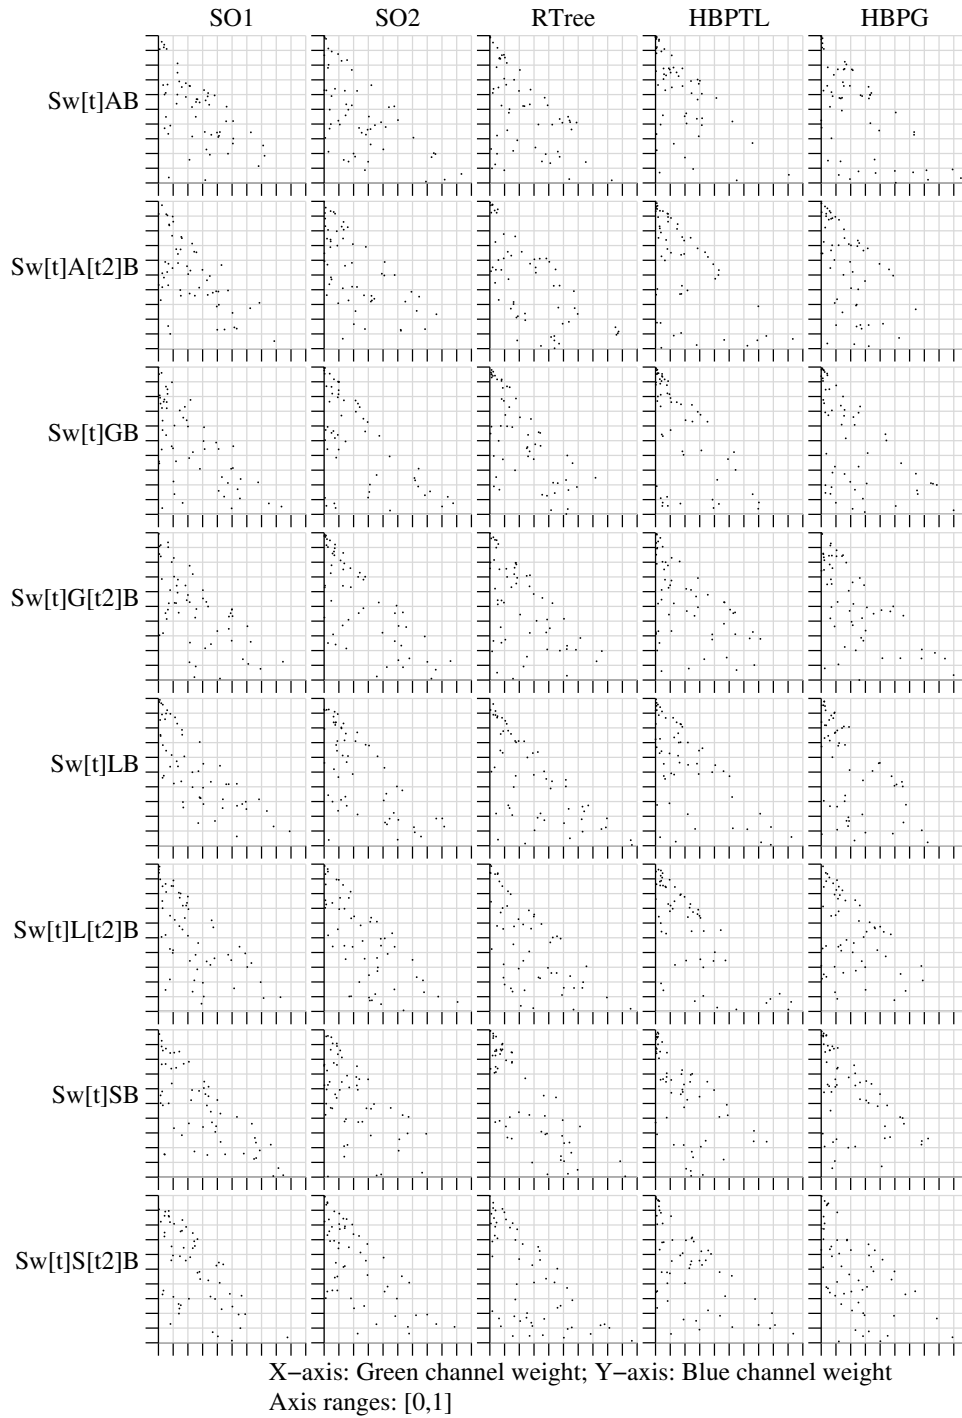 SO1 SO2 RTree HBPTL HBPG
Sw[t]AB
Sw[t]A[t2]B
Sw[t]GB
Sw[t]G[t2]B
Sw[t]LB
Sw[t]L[t2]B
Sw[t]SB
Sw[t]S[t2]B
X−axis: Green channel weight; Y−axis: Blue channel weight
Axis ranges: [0,1]